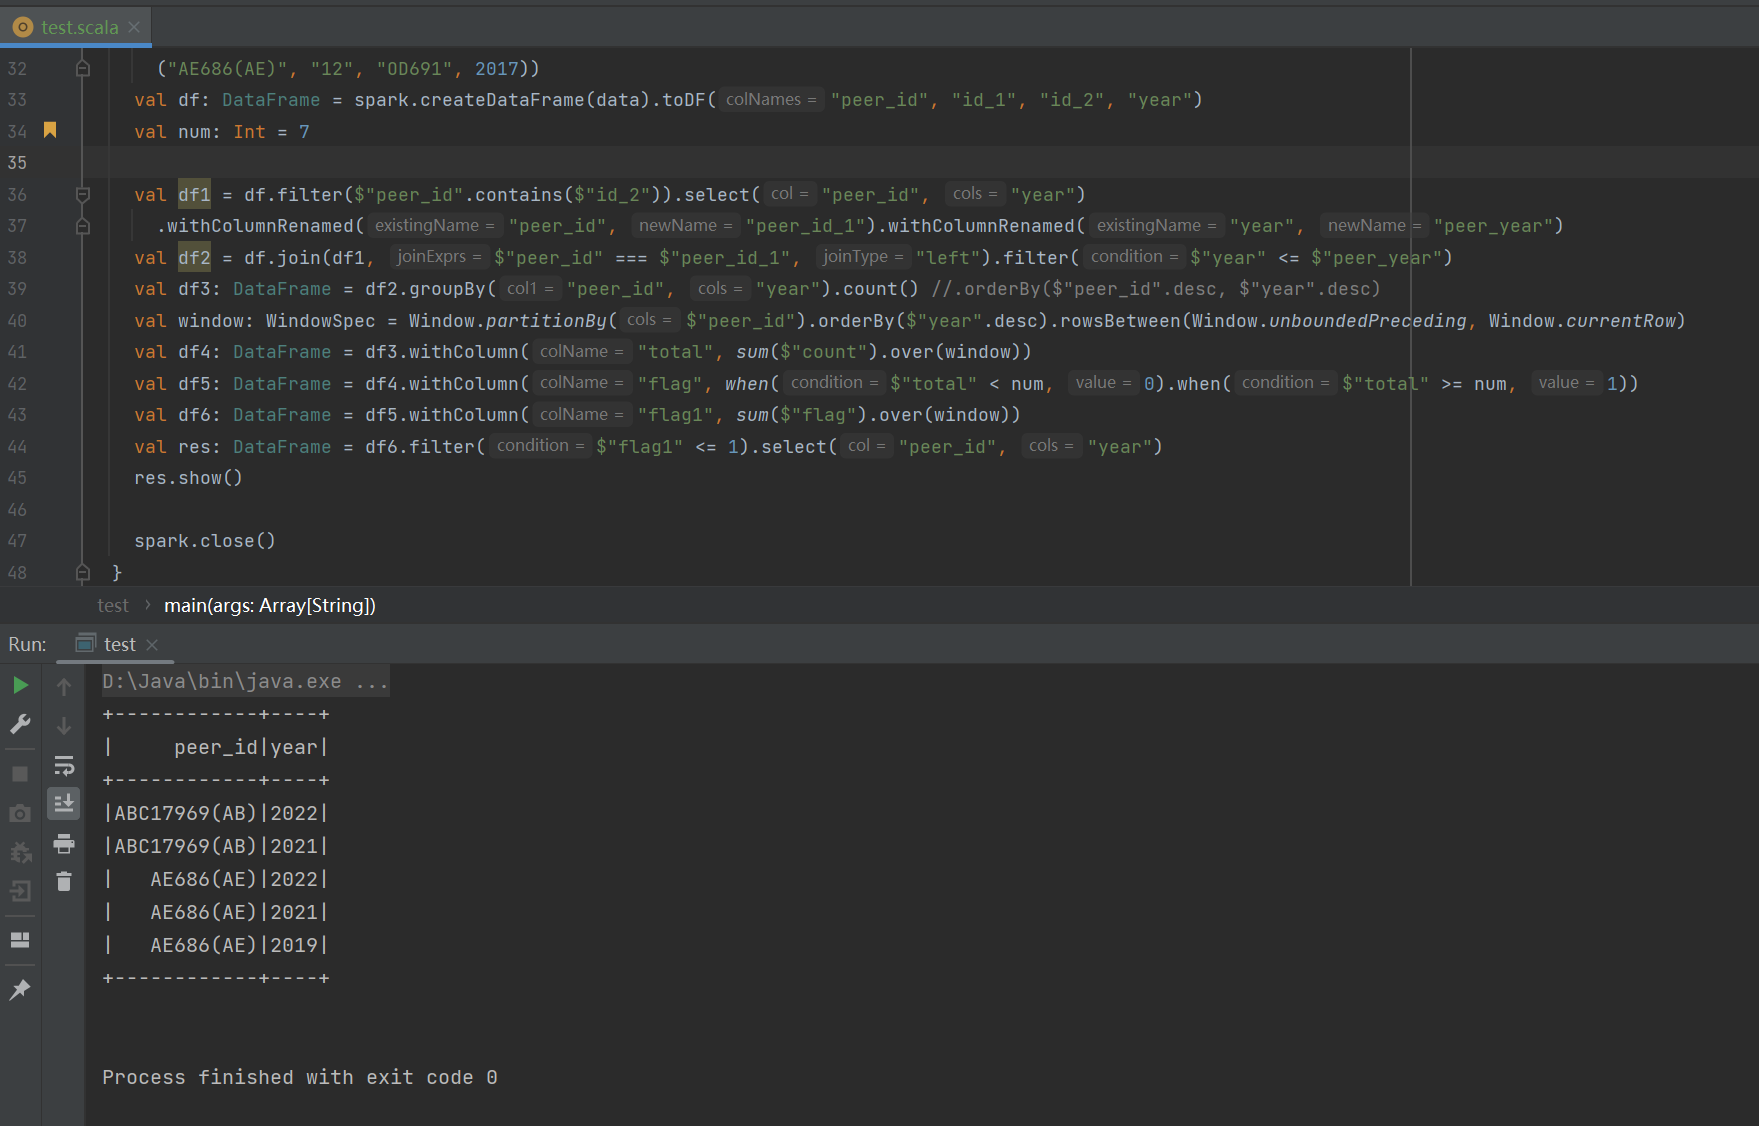 test.scala
32 ("AE686(AE)", "12", "OD691", 2017))
33 val df: DataFrame = spark.createDataFrame(data).toDF( colNames = "peer_id", "id_1", "id_2", "year")
34 val num: Int = 7
35
36 val df1 = df.filter($"peer_id".contains($"id_2")).select( col = "peer_id", cols = "year")
37 .withColumnRenamed( existingName = "peer_id", newName = "peer_id_1").withColumnRenamed( existingName = "year", newName = "peer_year")
38 val df2 = df.join(df1, joinExprs = $"peer_id" === $"peer_id_1", joinType = "left").filter( condition = $"year" <= $"peer_year")
39 val df3: DataFrame = df2.groupBy( col1 = "peer_id", cols = "year").count() //.orderBy($"peer_id".desc, $"year".desc)
40 val window: WindowSpec = Window.partitionBy( cols = $"peer_id").orderBy($"year".desc).rowsBetween(Window.unboundedPreceding, Window.currentRow)
41 val df4: DataFrame = df3.withColumn( colName = "total", sum($"count").over(window))
42 val df5: DataFrame = df4.withColumn( colName = "flag", when( condition = $"total" < num, value = 0).when( condition = $"total" >= num, value = 1))
43 val df6: DataFrame = df5.withColumn( colName = "flag1", sum($"flag").over(window))
44 val res: DataFrame = df6.filter( condition = $"flag1" <= 1).select( col = "peer_id", cols = "year")
45 res.show()
46
47 spark.close()
48 }
test › main(args: Array[String])
Run: test
D:\Java\bin\java.exe ...
+------------+----+
|     peer_id|year|
+------------+----+
|ABC17969(AB)|2022|
|ABC17969(AB)|2021|
|   AE686(AE)|2022|
|   AE686(AE)|2021|
|   AE686(AE)|2019|
+------------+----+
Process finished with exit code 0